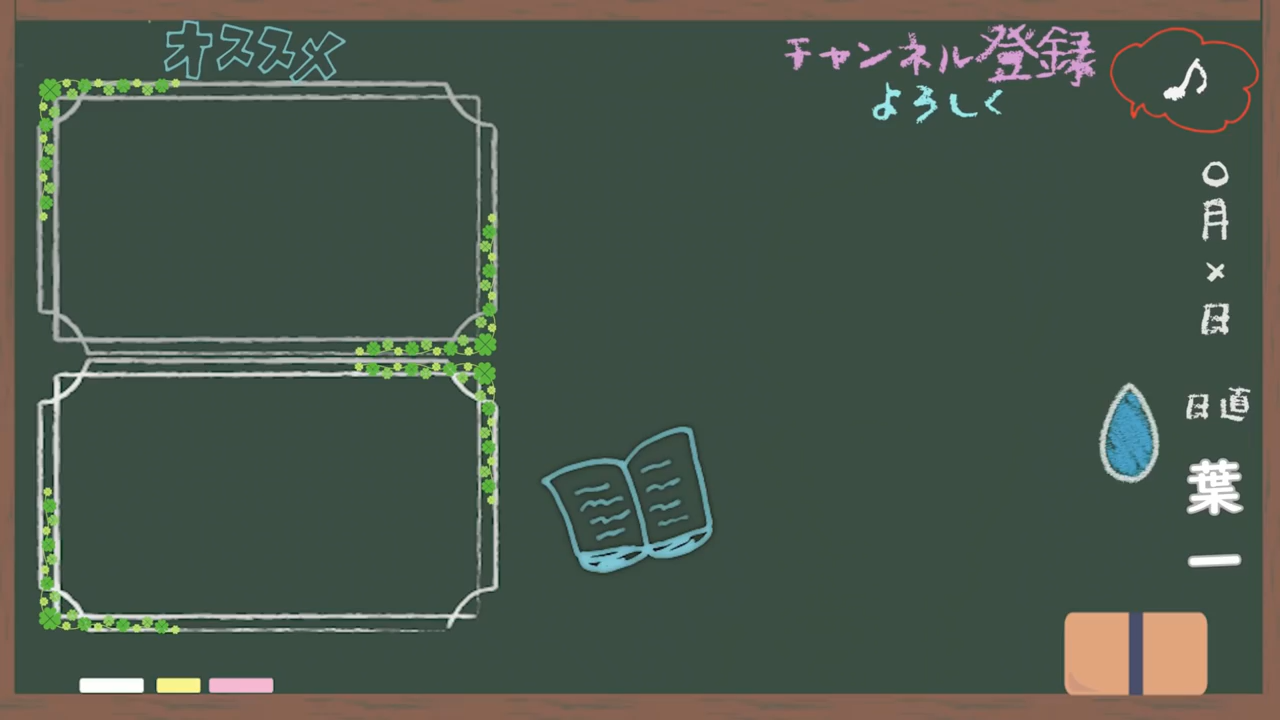 オススメ
チャンネル登録
よろしく
○月×日
日直
葉一